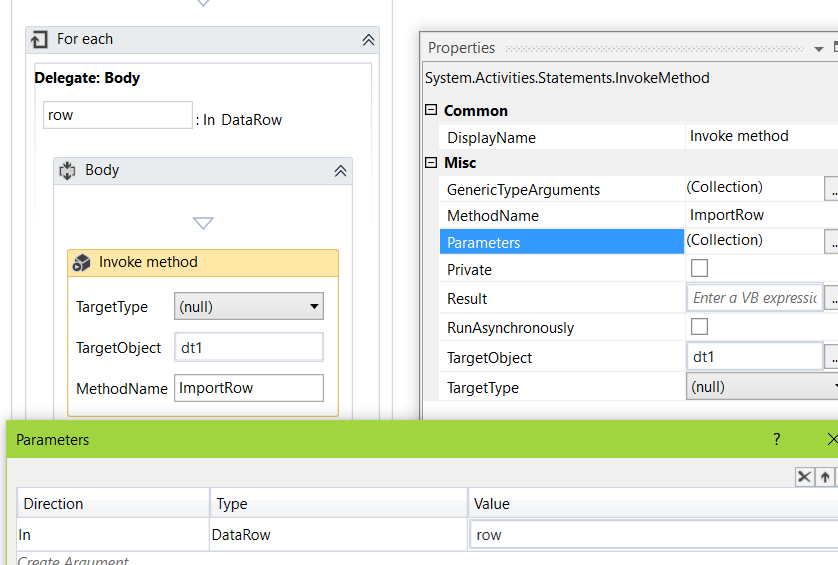 For each
Delegate: Body
row : In DataRow
Body
Invoke method
TargetType (null)
TargetObject dt1
MethodName ImportRow
Properties
System.Activities.Statements.InvokeMethod
Common
DisplayName Invoke method
Misc
GenericTypeArguments (Collection) ..
MethodName ImportRow
Parameters (Collection) ..
Private
Result Enter a VB expressic ..
RunAsynchronously
TargetObject dt1 ..
TargetType (null)
Parameters ?
Direction Type Value
In DataRow row
Create Argument